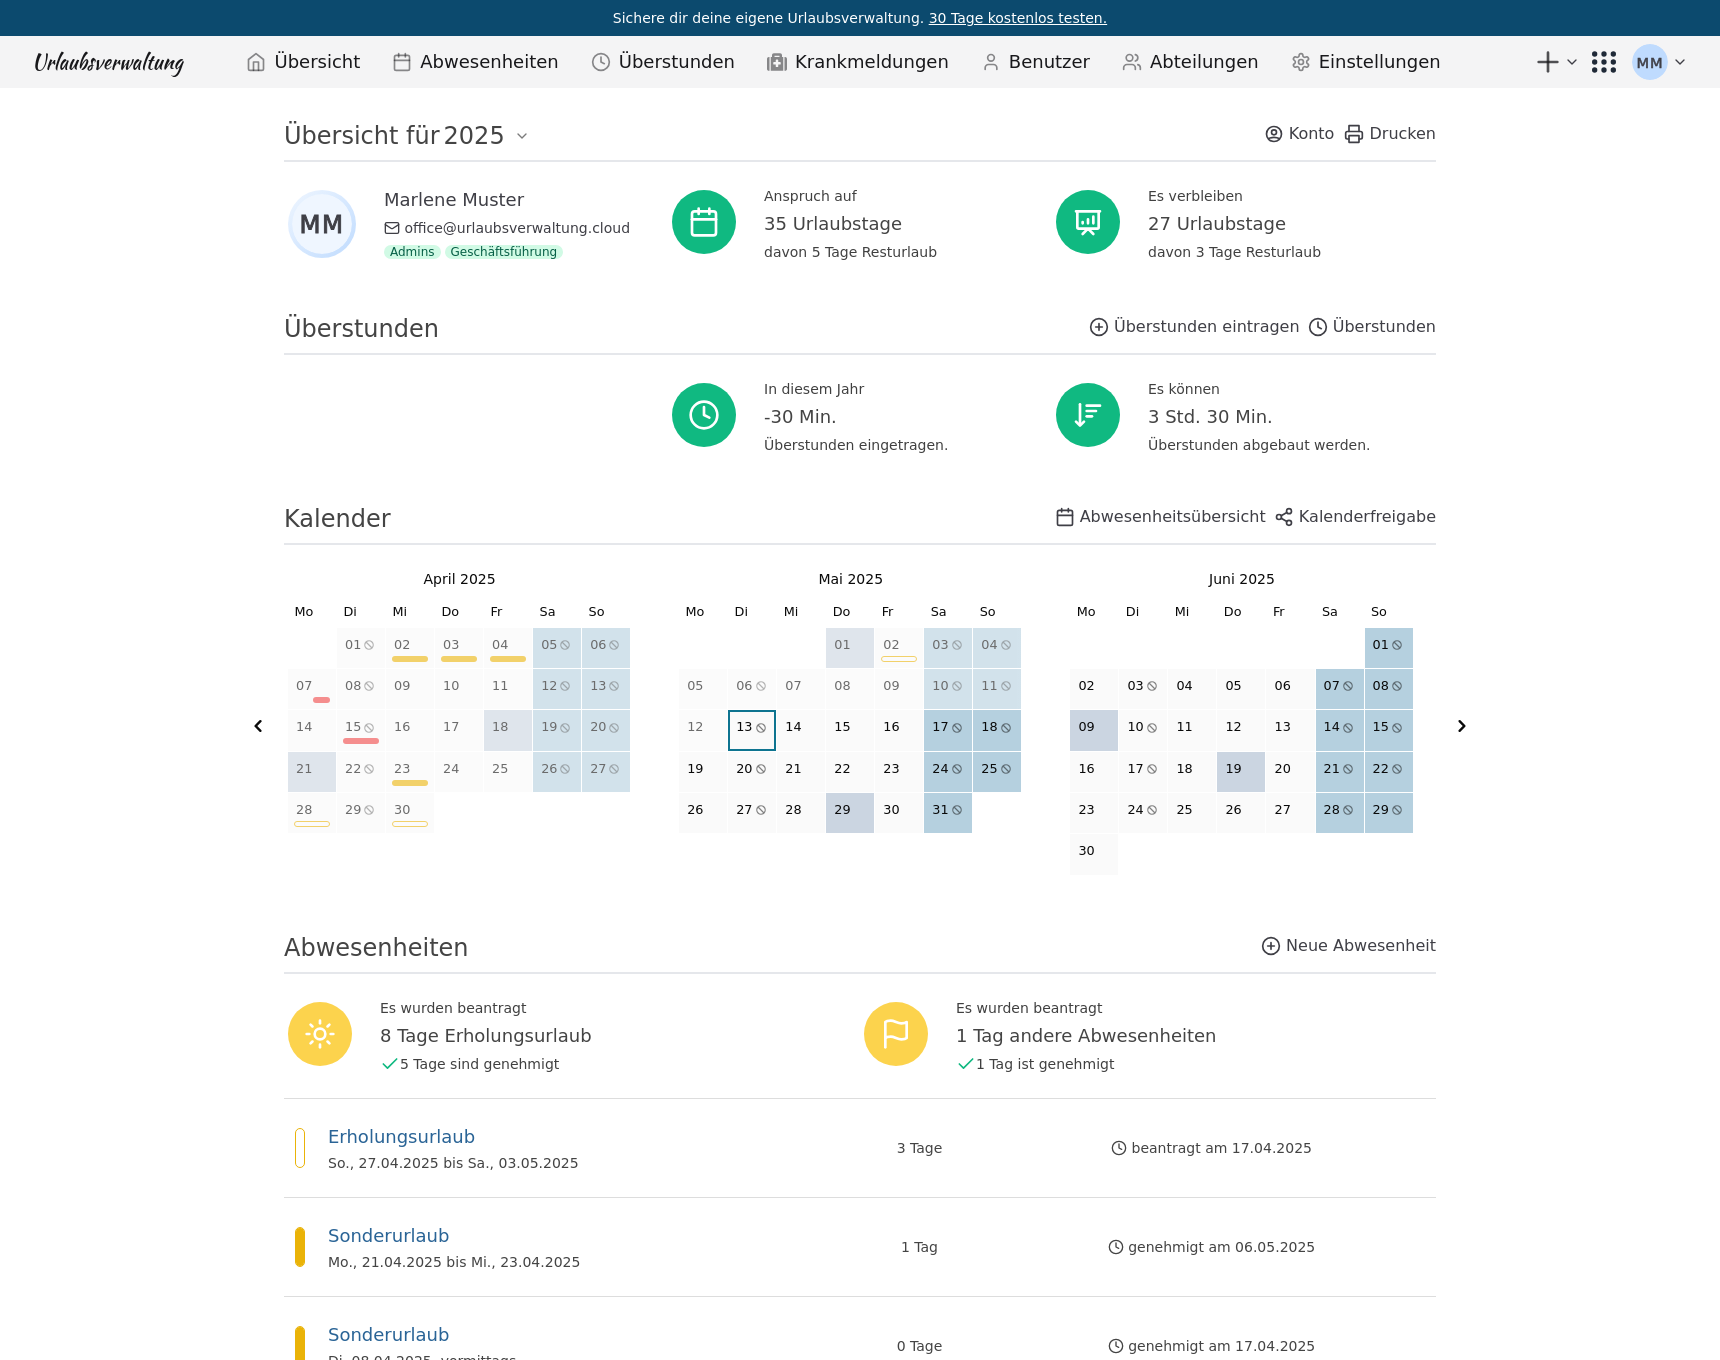 Sichere dir deine eigene Urlaubsverwaltung. 30 Tage kostenlos testen.
Urlaubsverwaltung Übersicht Abwesenheiten Überstunden Krankmeldungen Benutzer Abteilungen Einstellungen MM
Übersicht für 2025 Konto Drucken
MM
Marlene Muster
office@urlaubsverwaltung.cloud
Admins Geschäftsführung
Anspruch auf
35 Urlaubstage
davon 5 Tage Resturlaub
Es verbleiben
27 Urlaubstage
davon 3 Tage Resturlaub
Überstunden Überstunden eintragen Überstunden
In diesem Jahr
-30 Min.
Überstunden eingetragen.
Es können
3 Std. 30 Min.
Überstunden abgebaut werden.
Kalender Abwesenheitsübersicht Kalenderfreigabe
April 2025
Mo Di Mi Do Fr Sa So
01 02 03 04 05 06
07 08 09 10 11 12 13
14 15 16 17 18 19 20
21 22 23 24 25 26 27
28 29 30
Mai 2025
Mo Di Mi Do Fr Sa So
01 02 03 04
05 06 07 08 09 10 11
12 13 14 15 16 17 18
19 20 21 22 23 24 25
26 27 28 29 30 31
Juni 2025
Mo Di Mi Do Fr Sa So
01
02 03 04 05 06 07 08
09 10 11 12 13 14 15
16 17 18 19 20 21 22
23 24 25 26 27 28 29
30
Abwesenheiten Neue Abwesenheit
Es wurden beantragt
8 Tage Erholungsurlaub
5 Tage sind genehmigt
Es wurden beantragt
1 Tag andere Abwesenheiten
1 Tag ist genehmigt
Erholungsurlaub
So., 27.04.2025 bis Sa., 03.05.2025
3 Tage
beantragt am 17.04.2025
Sonderurlaub
Mo., 21.04.2025 bis Mi., 23.04.2025
1 Tag
genehmigt am 06.05.2025
Sonderurlaub
Di., 08.04.2025, vormittags
0 Tage
genehmigt am 17.04.2025